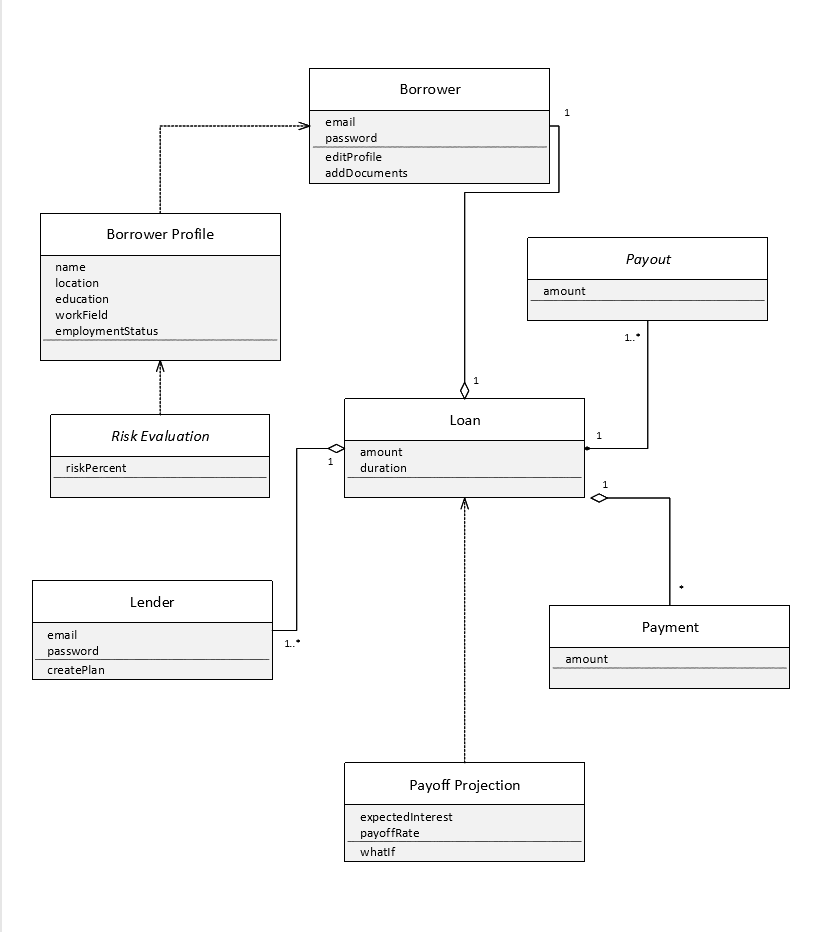 Borrower
email
password
editProfile
addDocuments
1
Borrower Profile
name
location
education
workField
employmentStatus
Payout
amount
1..*
1
Risk Evaluation
riskPercent
Loan
amount
duration
1
1
1
*
Lender
email
password
createPlan
1..*
Payment
amount
Payoff Projection
expectedInterest
payoffRate
whatIf